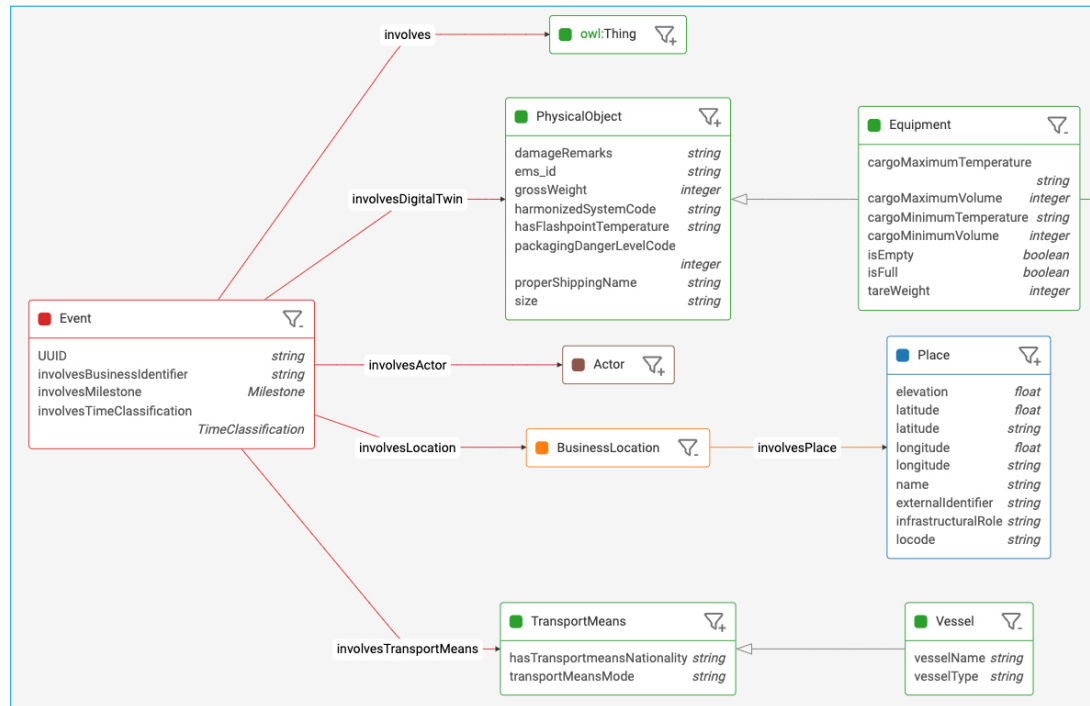 involves
owl:Thing
PhysicalObject
damageRemarks string
ems_id string
grossWeight integer
harmonizedSystemCode string
hasFlashpointTemperature string
packagingDangerLevelCode
integer
properShippingName string
size string
Equipment
cargoMaximumTemperature
string
cargoMaximumVolume integer
cargoMinimumTemperature string
cargoMinimumVolume integer
isEmpty boolean
isFull boolean
tareWeight integer
involvesDigitalTwin
Event
UUID string
involvesBusinessIdentifier string
involvesMilestone Milestone
involvesTimeClassification
TimeClassification
involvesActor
Actor
involvesLocation
BusinessLocation
involvesPlace
Place
elevation float
latitude float
latitude string
longitude float
longitude string
name string
externalIdentifier string
infrastructuralRole string
locode string
involvesTransportMeans
TransportMeans
hasTransportmeansNationality string
transportMeansMode string
Vessel
vesselName string
vesselType string